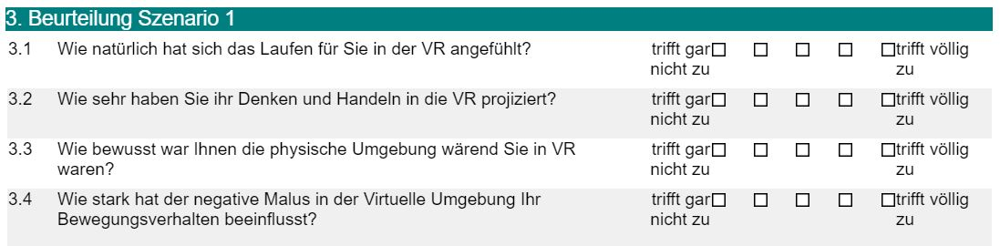 3. Beurteilung Szenario 1
3.1 Wie natürlich hat sich das Laufen für Sie in der VR angefühlt? trifft gar trifft völlig
nicht zu zu
3.2 Wie sehr haben Sie ihr Denken und Handeln in die VR projiziert? trifft gar trifft völlig
nicht zu zu
3.3 Wie bewusst war Ihnen die physische Umgebung wärend Sie in VR trifft gar trifft völlig
waren? nicht zu zu
3.4 Wie stark hat der negative Malus in der Virtuelle Umgebung Ihr trifft gar trifft völlig
Bewegungsverhalten beeinflusst? nicht zu zu